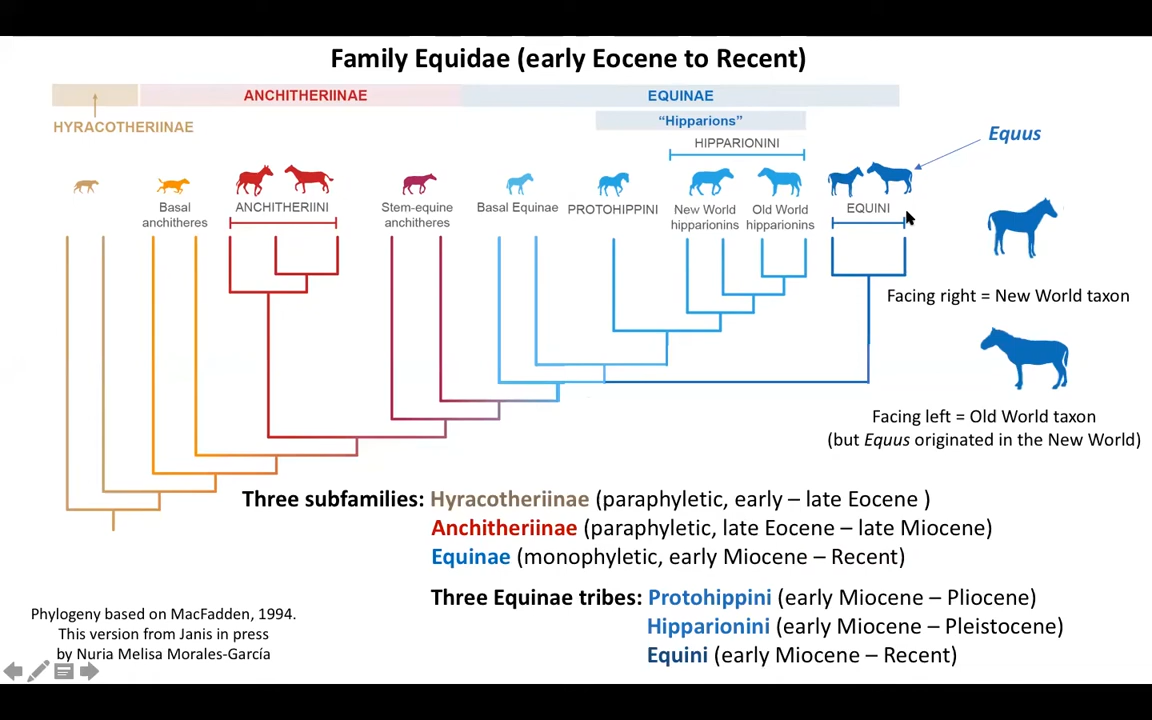 Family Equidae (early Eocene to Recent)
ANCHITHERIINAE
EQUINAE
HYRACOTHERIINAE
“Hipparions”
HIPPARIONINI
Equus
Basal
anchitheres
ANCHITHERIINI
Stem-equine
anchitheres
Basal Equinae
PROTOHIPPINI
New World
hipparionins
Old World
hipparionins
EQUINI
Facing right = New World taxon
Facing left = Old World taxon
(but Equus originated in the New World)
Three subfamilies: Hyracotheriinae (paraphyletic, early – late Eocene )
Anchitheriinae (paraphyletic, late Eocene – late Miocene)
Equinae (monophyletic, early Miocene – Recent)
Three Equinae tribes: Protohippini (early Miocene – Pliocene)
Hipparionini (early Miocene – Pleistocene)
Equini (early Miocene – Recent)
Phylogeny based on MacFadden, 1994.
This version from Janis in press
by Nuria Melisa Morales-García